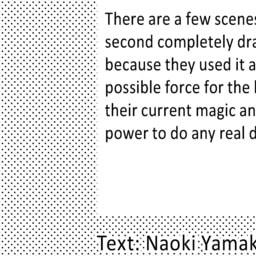 There are a few scenes
second completely dra
because they used it a
possible force for the
their current magic an
power to do any real d
Text: Naoki Yamak